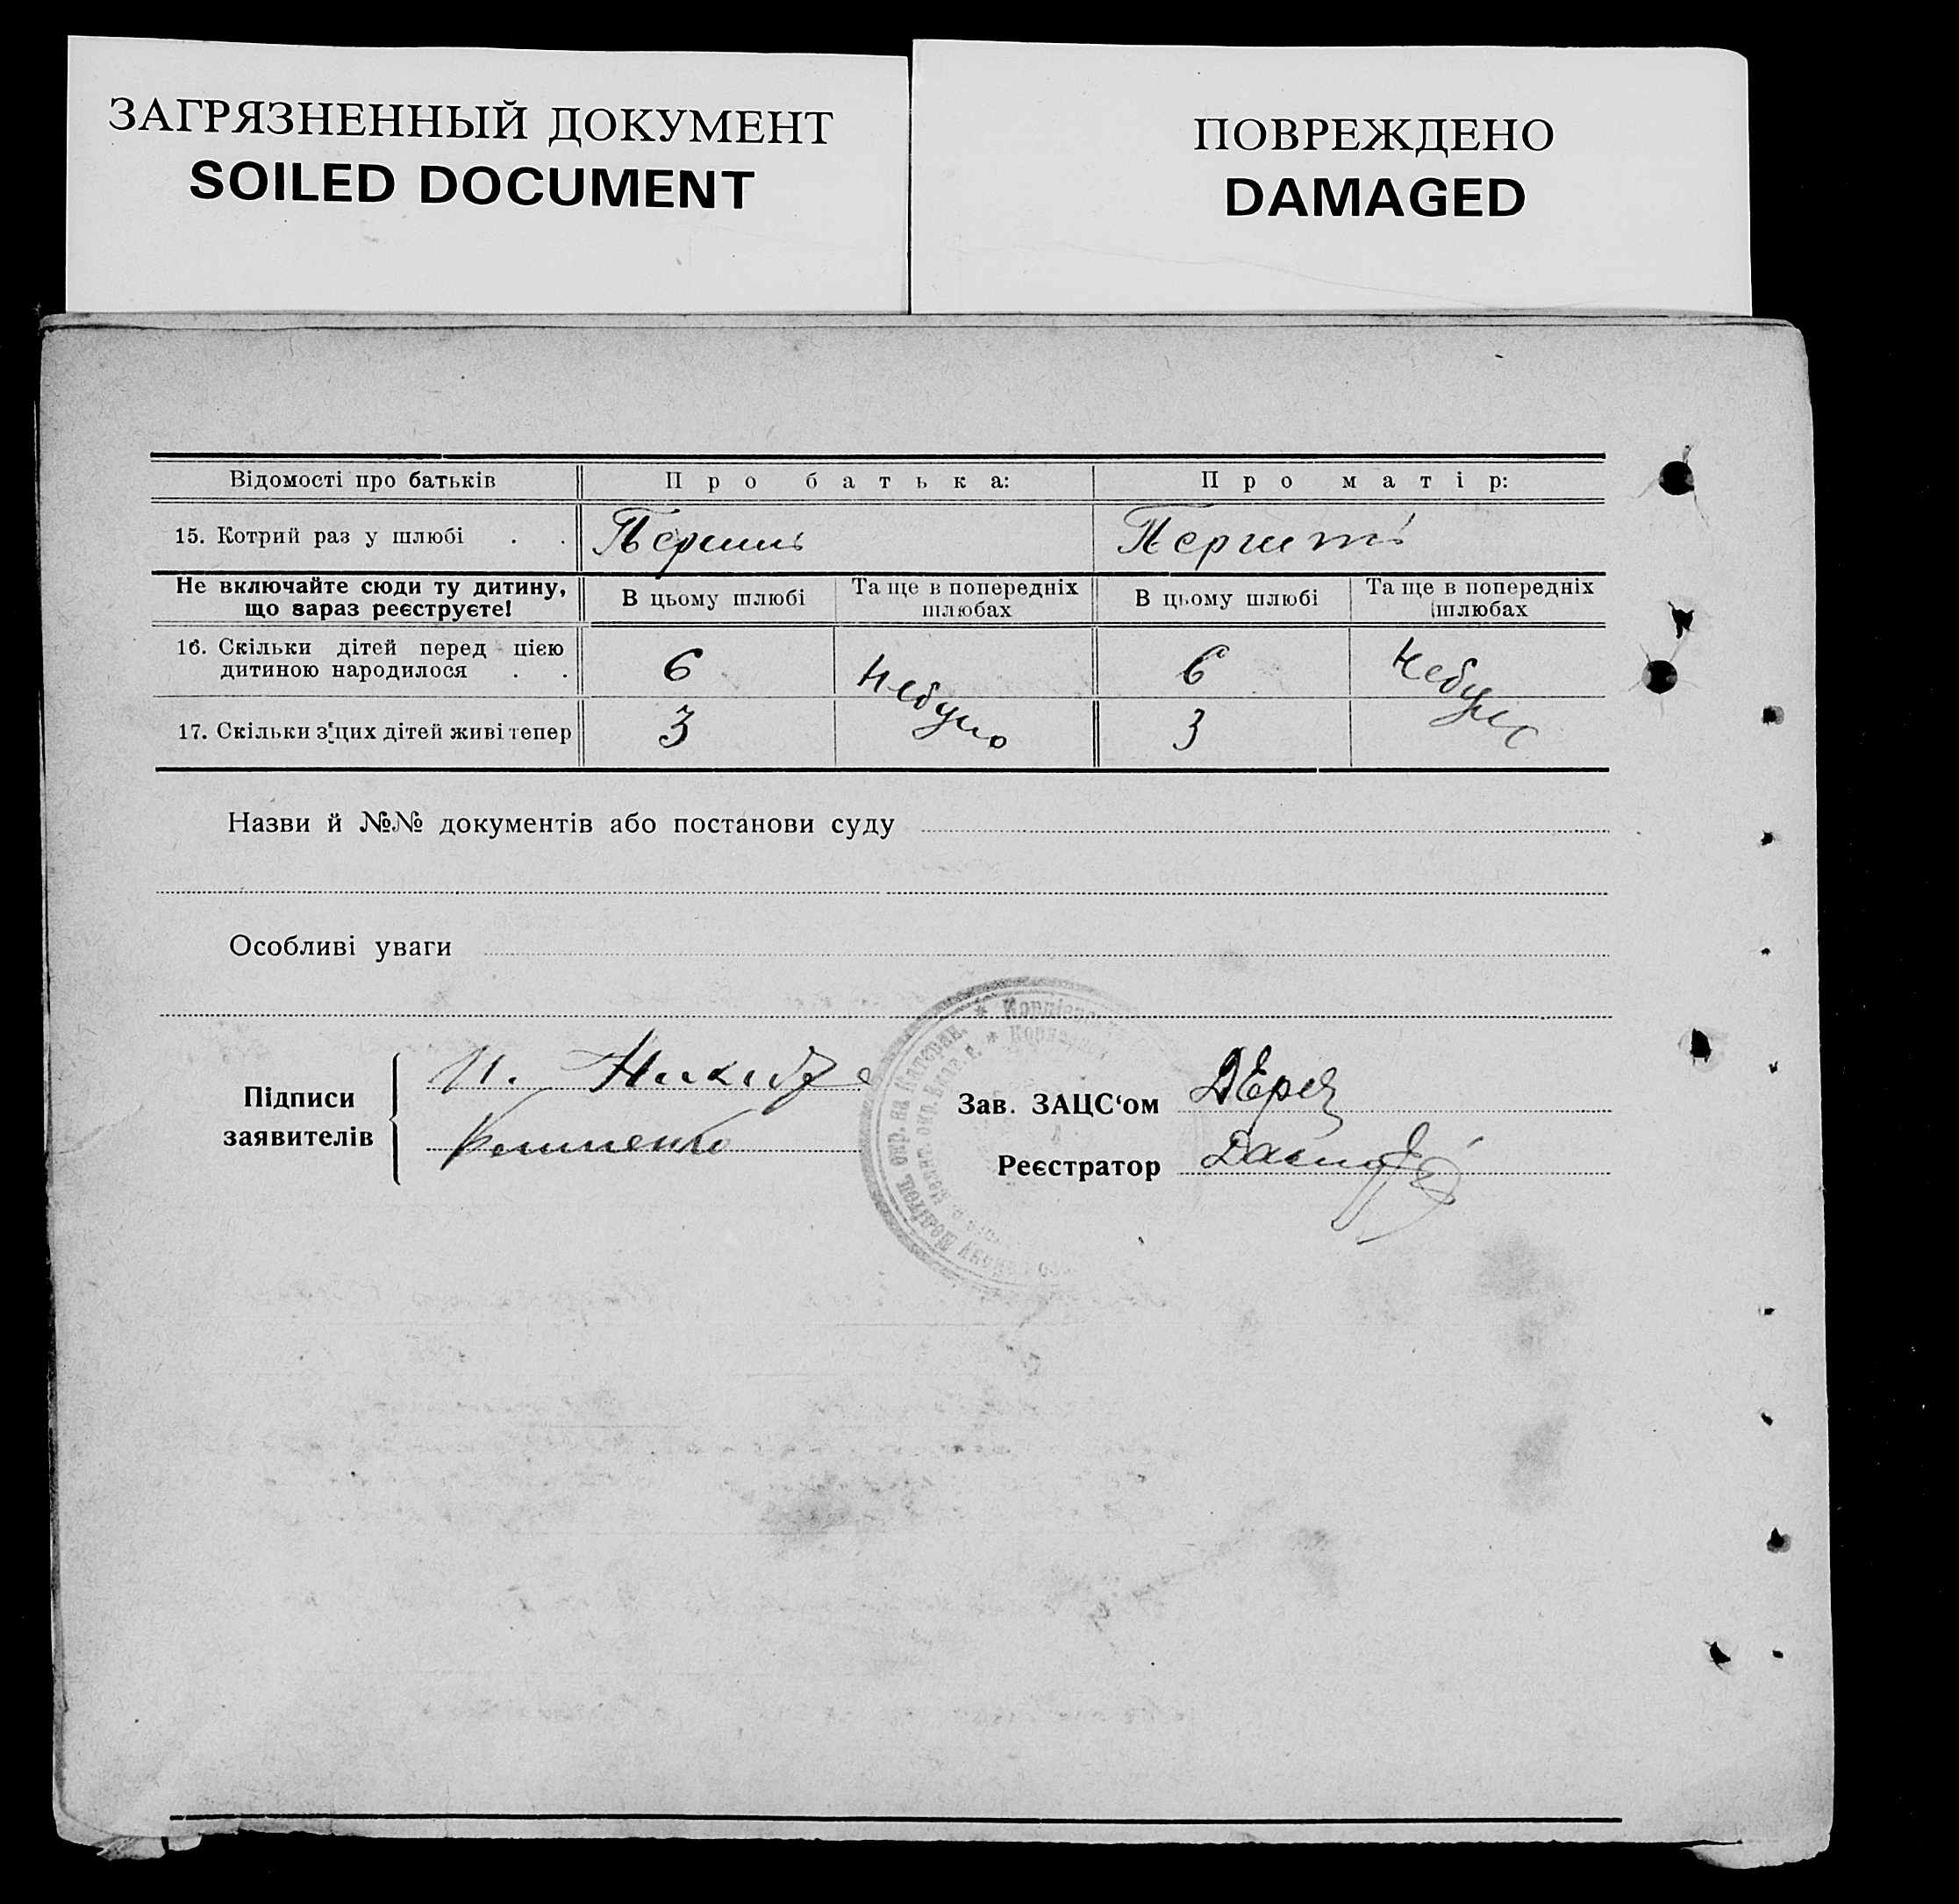 ЗАГРЯЗНЕННЫЙ ДОКУМЕНТ
SOILED DOCUMENT
ПОВРЕЖДЕНО
DAMAGED
Відомості про батьків Про батька: Про матір:
15. Котрий раз у шлюбі . .
Не включайте сюди ту дитину, що зараз реєструєте! В цьому шлюбі Та ще в попередніх шлюбах В цьому шлюбі Та ще в попередніх шлюбах
16. Скільки дітей перед цією дитиною народилося . . 6 небуло 6 небуло
17. Скільки з цих дітей живі тепер 3 3
Назви й №№ документів або постанови суду
Особливі уваги
Підписи заявителів
Зав. ЗАЦС‘ом
Реєстратор